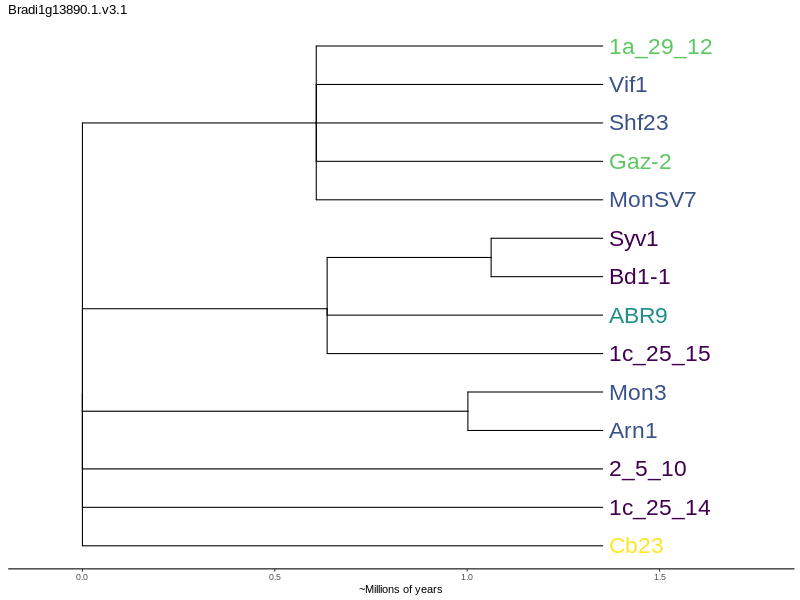 Bradi1g13890.1.v3.1
1a_29_12
Vif1
Shf23
Gaz-2
MonSV7
Syv1
Bd1-1
ABR9
1c_25_15
Mon3
Arn1
2_5_10
1c_25_14
Cb23
0.0 0.5 1.0 1.5
~Millions of years